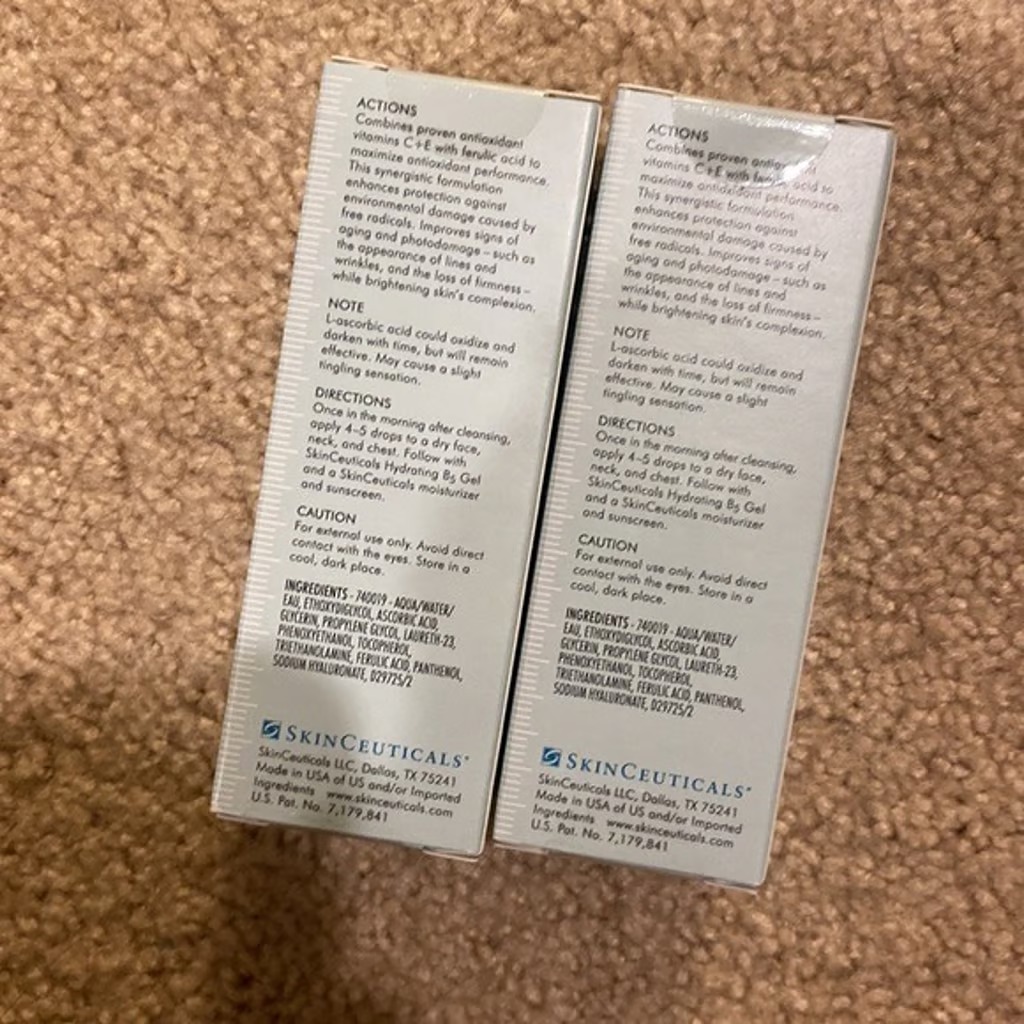 ACTIONS
Combines proven antioxidant
vitamins C+E with ferulic acid to
maximize antioxidant performance.
This synergistic formulation
enhances protection against
environmental damage caused by
free radicals. Improves signs of
aging and photodamage – such as
the appearance of lines and
wrinkles, and the loss of firmness –
while brightening skin's complexion.
NOTE
L-ascorbic acid could oxidize and
darken with time, but will remain
effective. May cause a slight
tingling sensation.
DIRECTIONS
Once in the morning after cleansing,
apply 4–5 drops to a dry face,
neck, and chest. Follow with
SkinCeuticals Hydrating B5 Gel
and a SkinCeuticals moisturizer
and sunscreen.
CAUTION
For external use only. Avoid direct
contact with the eyes. Store in a
cool, dark place.
INGREDIENTS - 740019 - AQUA/WATER/
EAU, ETHOXYDIGLYCOL, ASCORBIC ACID,
GLYCERIN, PROPYLENE GLYCOL, LAURETH-23,
PHENOXYETHANOL, TOCOPHEROL,
TRIETHANOLAMINE, FERULIC ACID, PANTHENOL,
SODIUM HYALURONATE, D29725/2
SKINCEUTICALS
SkinCeuticals LLC, Dallas, TX 75241
Made in USA of US and/or Imported
Ingredients www.skinceuticals.com
U.S. Pat. No. 7,179,841
ACTIONS
Combines proven
vitamins C+E with acid to
maximize antioxidant performance.
This synergistic formulation
enhances protection against
environmental damage caused by
free radicals. Improves signs of
aging and photodamage – such as
the appearance of lines and
wrinkles, and the loss of firmness –
while brightening skin's complexion.
NOTE
L-ascorbic acid could oxidize and
darken with time, but will remain
effective. May cause a slight
tingling sensation.
DIRECTIONS
Once in the morning after cleansing,
apply 4–5 drops to a dry face,
neck, and chest. Follow with
SkinCeuticals Hydrating B5 Gel
and a SkinCeuticals moisturizer
and sunscreen.
CAUTION
For external use only. Avoid direct
contact with the eyes. Store in a
cool, dark place.
INGREDIENTS - 740019 - AQUA/WATER/
EAU, ETHOXYDIGLYCOL, ASCORBIC ACID,
GLYCERIN, PROPYLENE GLYCOL, LAURETH-23,
PHENOXYETHANOL, TOCOPHEROL,
TRIETHANOLAMINE, FERULIC ACID, PANTHENOL,
SODIUM HYALURONATE, D29725/2
SKINCEUTICALS
SkinCeuticals LLC, Dallas, TX 75241
Made in USA of US and/or Imported
Ingredients www.skinceuticals.com
U.S. Pat. No. 7,179,841